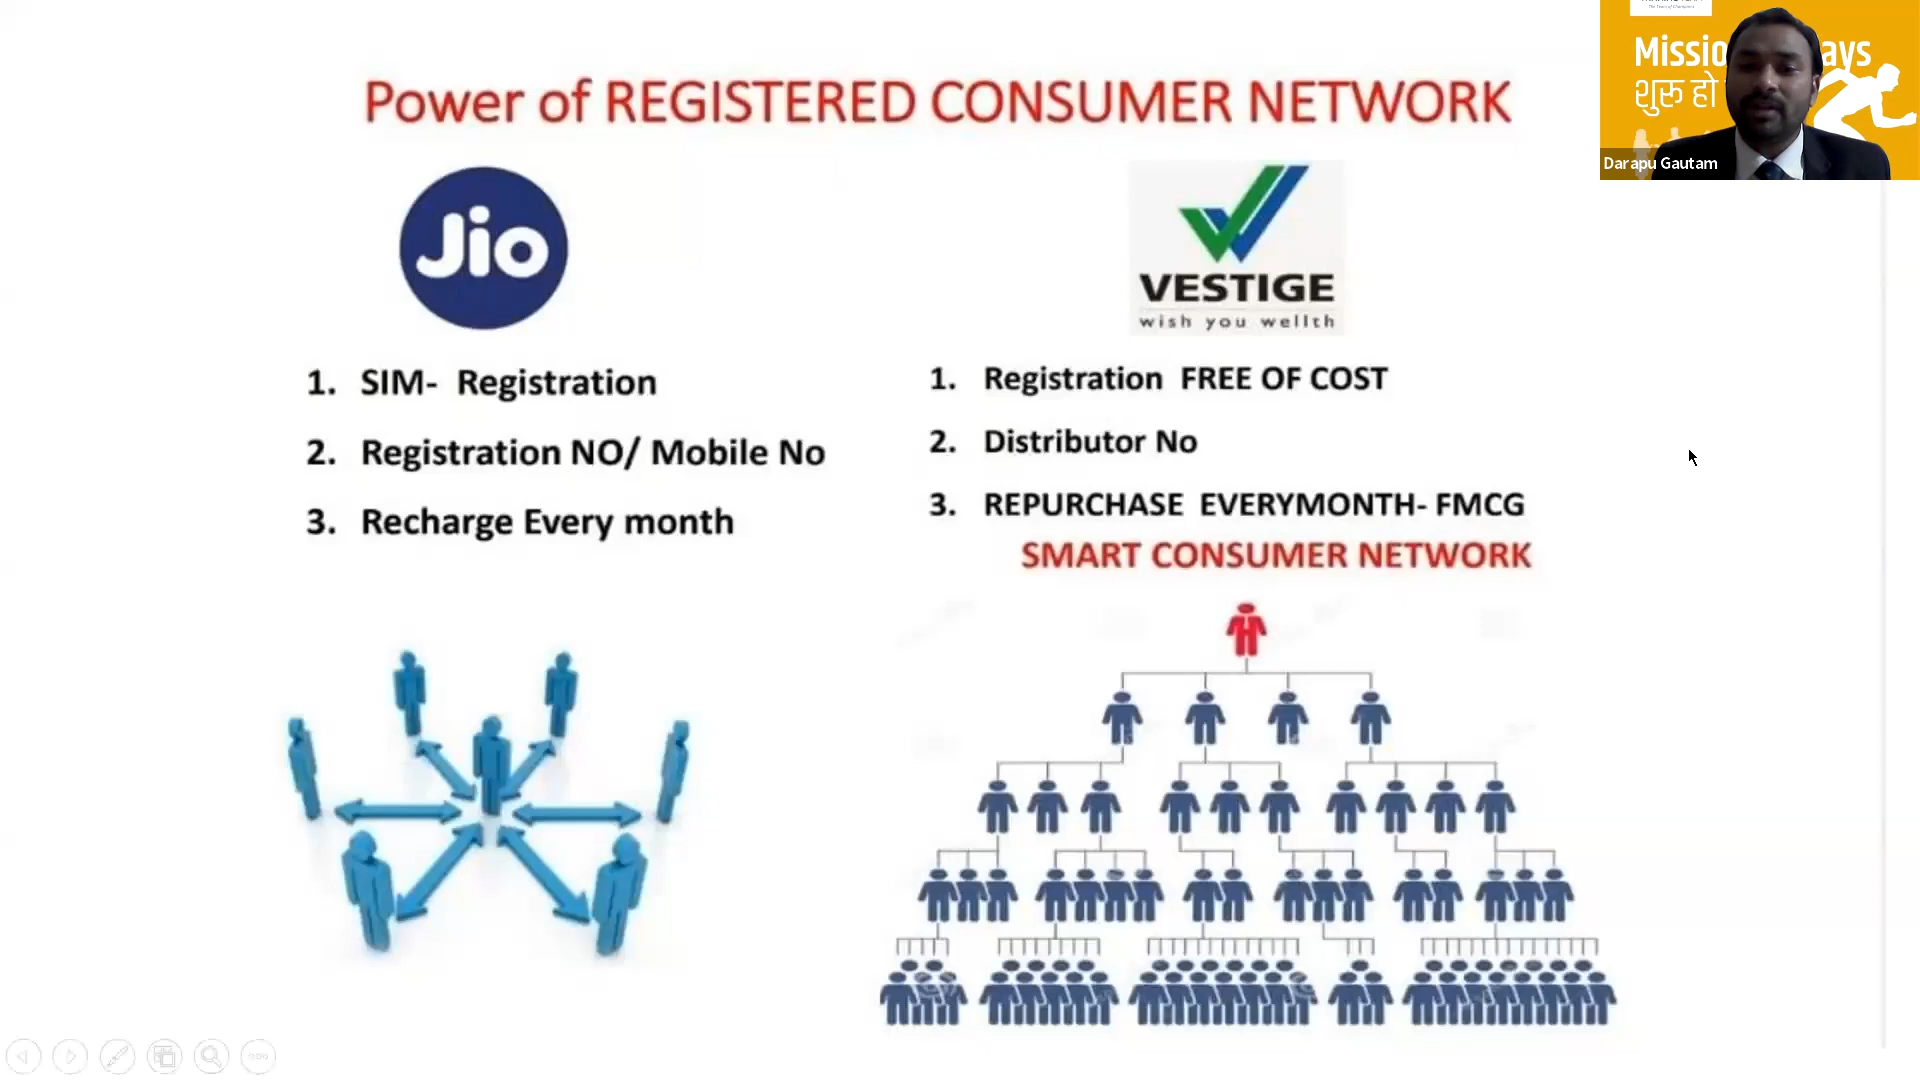 Power of REGISTERED CONSUMER NETWORK
Jio
1. SIM- Registration
2. Registration NO/ Mobile No
3. Recharge Every month
VESTIGE
wish you wellth
1. Registration FREE OF COST
2. Distributor No
3. REPURCHASE EVERYMONTH- FMCG
SMART CONSUMER NETWORK
शुरू हो
Darapu Gautam